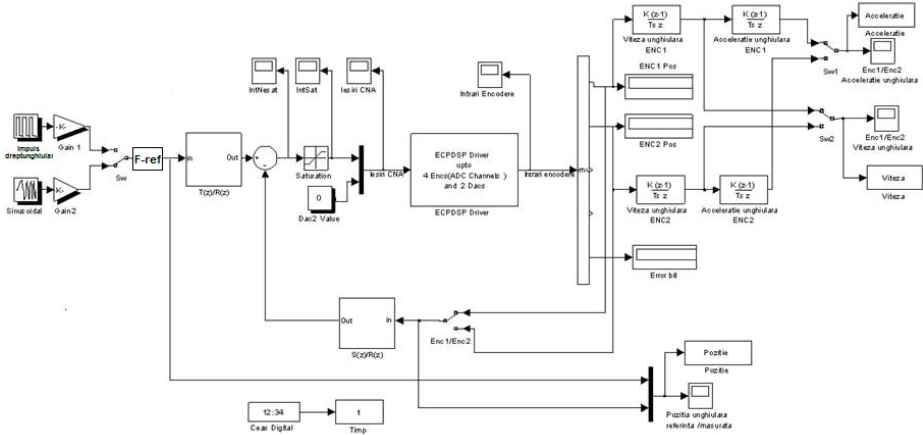 K (z-1)
Ts z
Viteza unghiulara
ENC1
K (z-1)
Ts z
Acceleratie unghiulara
ENC1
Acceleratie
Acceleratie
Sw1
Enc1/Enc2
Acceleratie unghiulara
IntNesat
IntSat
Iesiri CNA
Intrari Encodere
ENC1 Pos
ENC2 Pos
Sw2
Enc1/Enc2
Viteza unghiulara
Viteza
Viteza
Impuls
dreptunghiular
-K-
Gain 1
Sw
Sinusoidal
-K-
Gain2
F-ref
In
Out
T(z)/R(z)
Saturation
0
Dac2 Value
Iesiri CNA
ECPDSP Driver
upto
4 Encs(ADC Channels )
and 2 Dacs
ECPDSP Driver
Intrari encodere
K (z-1)
Ts z
Viteza unghiulara
ENC2
K (z-1)
Ts z
Acceleratie unghiulara
ENC2
Error bit
Out
In
S(z)/R(z)
Enc1/Enc2
Pozitie
Pozitie
Pozitia unghiulara
referinta /masurata
12:34
Ceas Digital
t
Timp